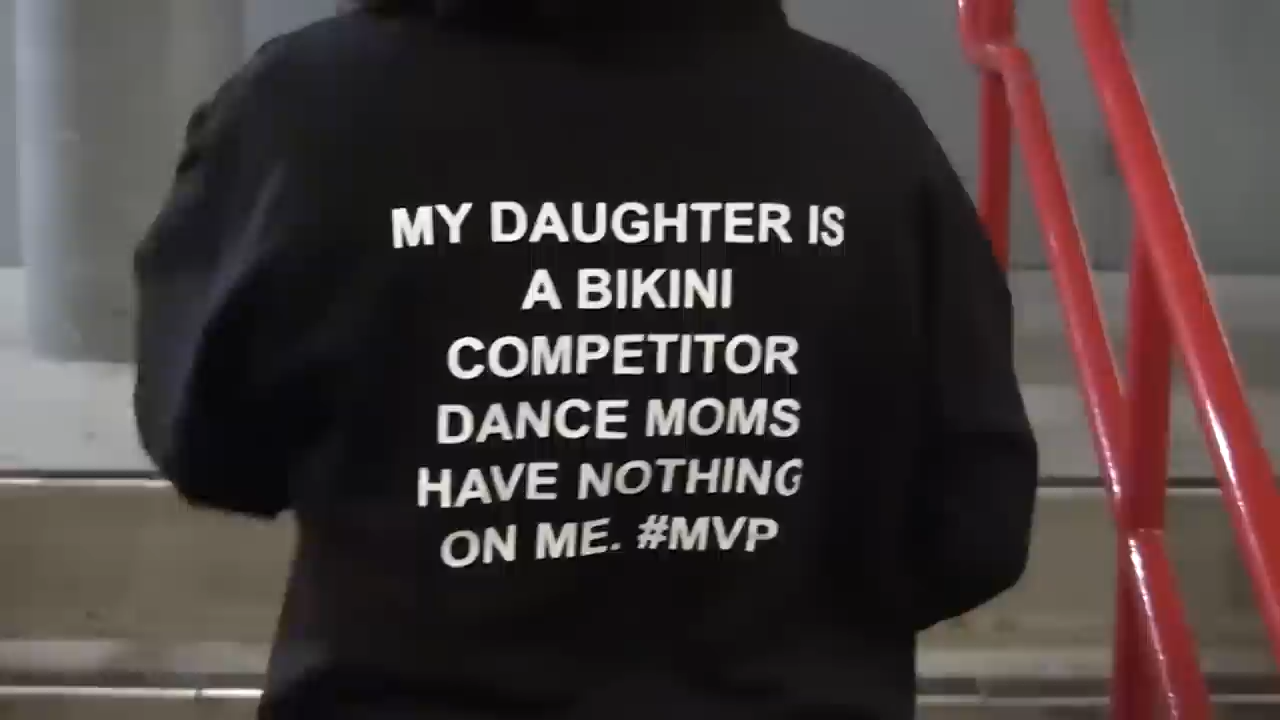 MY DAUGHTER IS
A BIKINI
COMPETITOR
DANCE MOMS
HAVE NOTHING
ON ME. #MVP